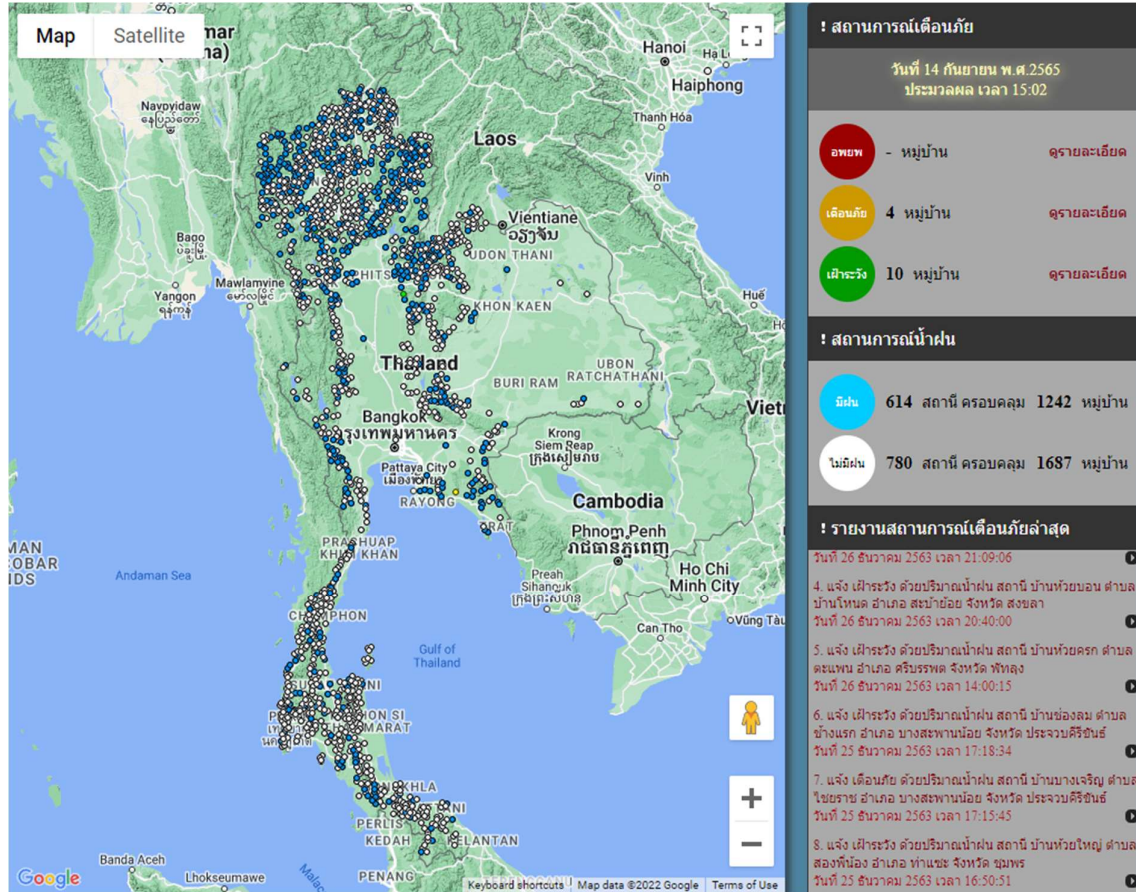 Map
Satellite
Hanoi
Haiphong
Thanh Hóa
Laos
Vinh
Vientiane
ວຽງຈັນ
UDON THANI
Bago
Yangon
ရန်ကုန်
Mawlamyine
KHON KAEN
Huế
Thailand
UBON
RATCHATHANI
BURI RAM
Bangkok
กรุงเทพมหานคร
Krong
Siem Reap
Pattaya City
RAYONG
Cambodia
Phnom Penh
PRACHUAP
KHIRI KHAN
Preah
Sihanouk
Ho Chi
Minh City
Andaman Sea
Can Tho
Gulf of
Thailand
PERLIS
KEDAH
KELANTAN
Banda Aceh
Lhokseumawe
PENANG
Google
Keyboard shortcuts
Map data ©2022 Google
Terms of Use
! สถานการณ์เตือนภัย
วันที่ 14 กันยายน พ.ศ.2565
ประมวลผล เวลา 15:02
อพยพ - หมู่บ้าน ดูรายละเอียด
เตือนภัย 4 หมู่บ้าน ดูรายละเอียด
เฝ้าระวัง 10 หมู่บ้าน ดูรายละเอียด
! สถานการณ์น้ำฝน
มีฝน 614 สถานี ครอบคลุม 1242 หมู่บ้าน
ไม่มีฝน 780 สถานี ครอบคลุม 1687 หมู่บ้าน
! รายงานสถานการณ์เตือนภัยล่าสุด
วันที่ 26 ธันวาคม 2563 เวลา 21:09:06
4. แจ้ง เฝ้าระวัง ด้วยปริมาณน้ำฝน สถานี บ้านห้วยบอน ตำบล
บ้านโหนด อำเภอ สะบ้าย้อย จังหวัด สงขลา
วันที่ 26 ธันวาคม 2563 เวลา 20:40:00
5. แจ้ง เฝ้าระวัง ด้วยปริมาณน้ำฝน สถานี บ้านห้วยครก ตำบล
ตะแพน อำเภอ ศรีบรรพต จังหวัด พัทลุง
วันที่ 26 ธันวาคม 2563 เวลา 14:00:15
6. แจ้ง เฝ้าระวัง ด้วยปริมาณน้ำฝน สถานี บ้านช่องลม ตำบล
ช้างแรก อำเภอ บางสะพานน้อย จังหวัด ประจวบคีรีขันธ์
วันที่ 25 ธันวาคม 2563 เวลา 17:18:34
7. แจ้ง เตือนภัย ด้วยปริมาณน้ำฝน สถานี บ้านบางเจริญ ตำบล
ไชยราช อำเภอ บางสะพานน้อย จังหวัด ประจวบคีรีขันธ์
วันที่ 25 ธันวาคม 2563 เวลา 17:15:45
8. แจ้ง เฝ้าระวัง ด้วยปริมาณน้ำฝน สถานี บ้านห้วยใหญ่ ตำบล
สองพี่น้อง อำเภอ ท่าแซะ จังหวัด ชุมพร
วันที่ 25 ธันวาคม 2563 เวลา 16:50:51